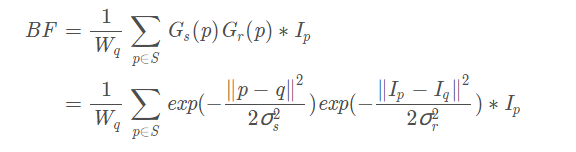 BF = \frac{1}{W_q} \sum_{p \in S} G_s(p) G_r(p) * I_p
= \frac{1}{W_q} \sum_{p \in S} exp(-\frac{\|p - q\|^2}{2\sigma_s^2}) exp(-\frac{\|I_p - I_q\|^2}{2\sigma_r^2}) * I_p